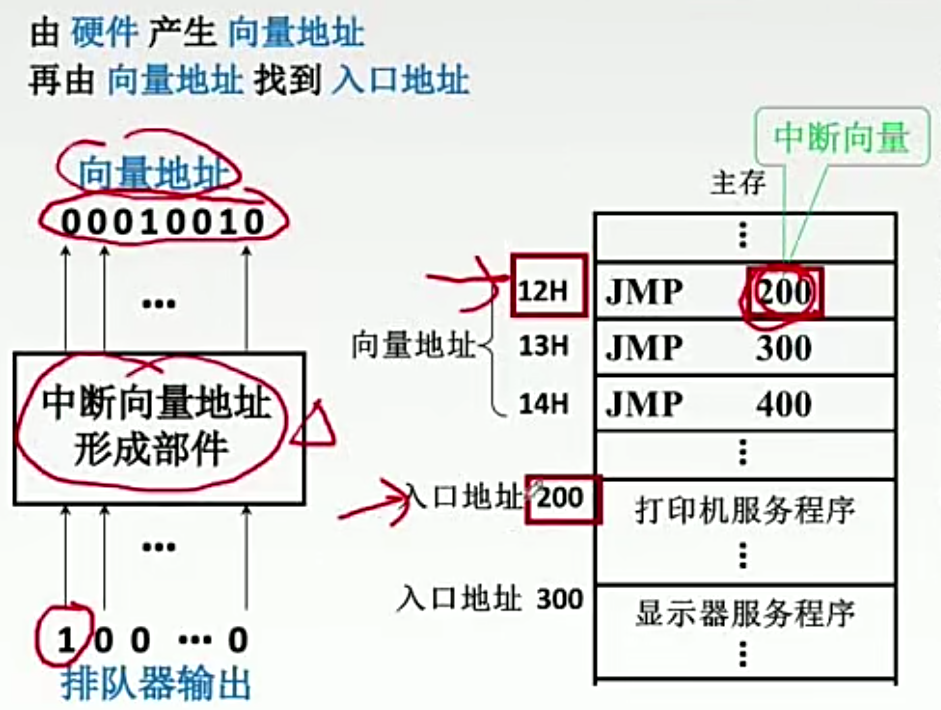 由 硬件 产生 向量地址
再由 向量地址 找到 入口地址
向量地址
00010010
...
中断向量地址
形成部件
...
1 0 0 ... 0
排队器输出
中断向量
主存
12H JMP 200
向量地址 13H JMP 300
14H JMP 400
入口地址 200 打印机服务程序
入口地址 300 显示器服务程序